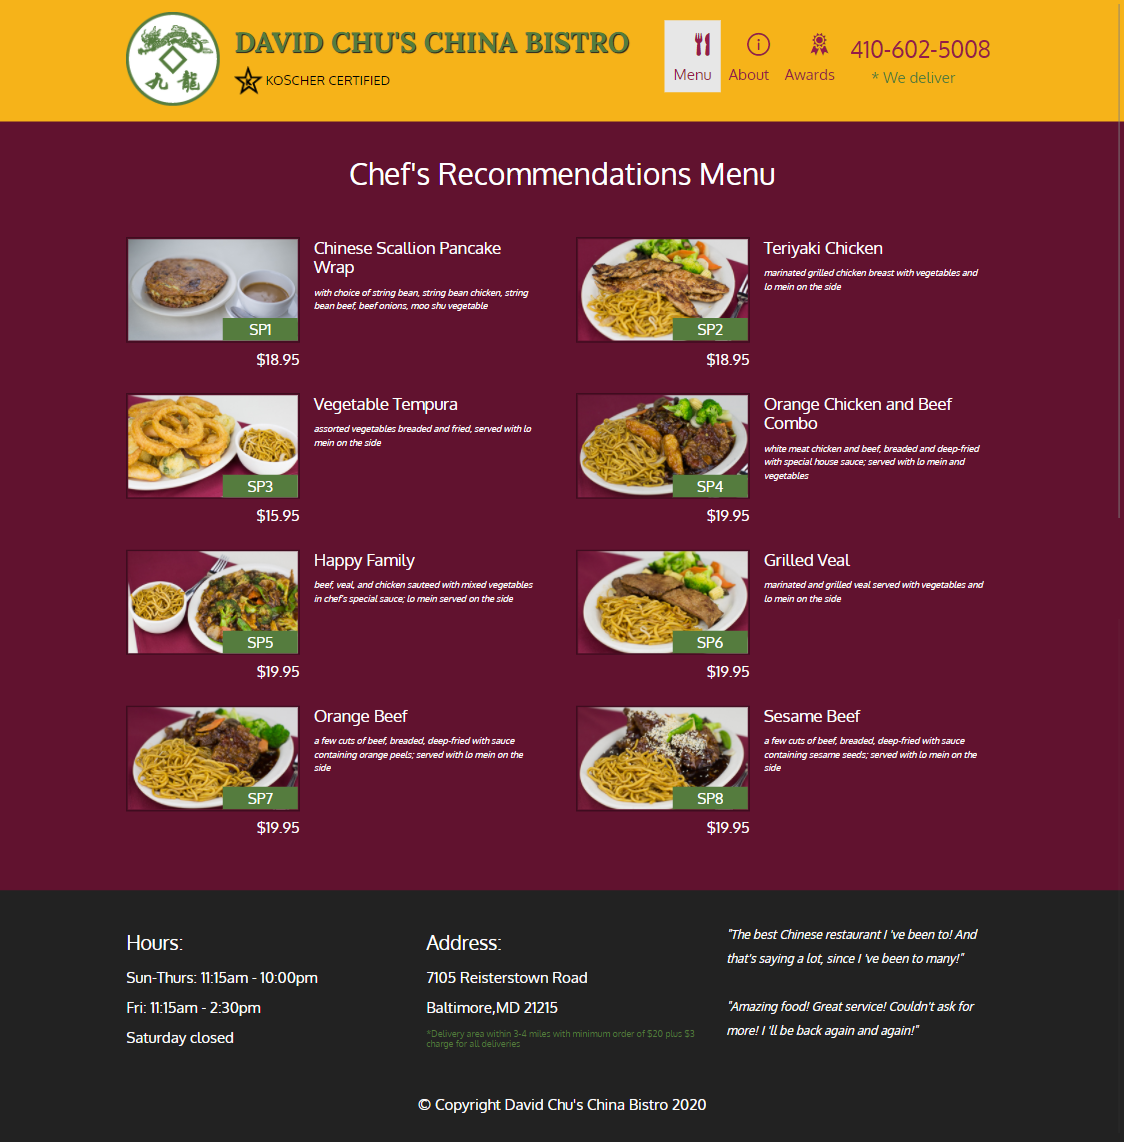 九 龍
DAVID CHU'S CHINA BISTRO
KOSCHER CERTIFIED
Menu
About
Awards
410-602-5008
* We deliver
Chef's Recommendations Menu
SP1
$18.95
Chinese Scallion Pancake
Wrap
with choice of string bean, string bean chicken, string
bean beef, beef onions, moo shu vegetable
SP2
$18.95
Teriyaki Chicken
marinated grilled chicken breast with vegetables and
lo mein on the side
SP3
$15.95
Vegetable Tempura
assorted vegetables breaded and fried, served with lo
mein on the side
SP4
$19.95
Orange Chicken and Beef
Combo
white meat chicken and beef, breaded and deep-fried
with special house sauce; served with lo mein and
vegetables
SP5
$19.95
Happy Family
beef, veal, and chicken sauteed with mixed vegetables
in chef's special sauce; lo mein served on the side
SP6
$19.95
Grilled Veal
marinated and grilled veal served with vegetables and
lo mein on the side
SP7
$19.95
Orange Beef
a few cuts of beef, breaded, deep-fried with sauce
containing orange peels; served with lo mein on the
side
SP8
$19.95
Sesame Beef
a few cuts of beef, breaded, deep-fried with sauce
containing sesame seeds; served with lo mein on the
side
Hours:
Sun-Thurs: 11:15am - 10:00pm
Fri: 11:15am - 2:30pm
Saturday closed
Address:
7105 Reisterstown Road
Baltimore,MD 21215
*Delivery area within 3-4 miles with minimum order of $20 plus $3
charge for all deliveries
"The best Chinese restaurant I 've been to! And
that's saying a lot, since I 've been to many!"
"Amazing food! Great service! Couldn't ask for
more! I 'll be back again and again!"
© Copyright David Chu's China Bistro 2020